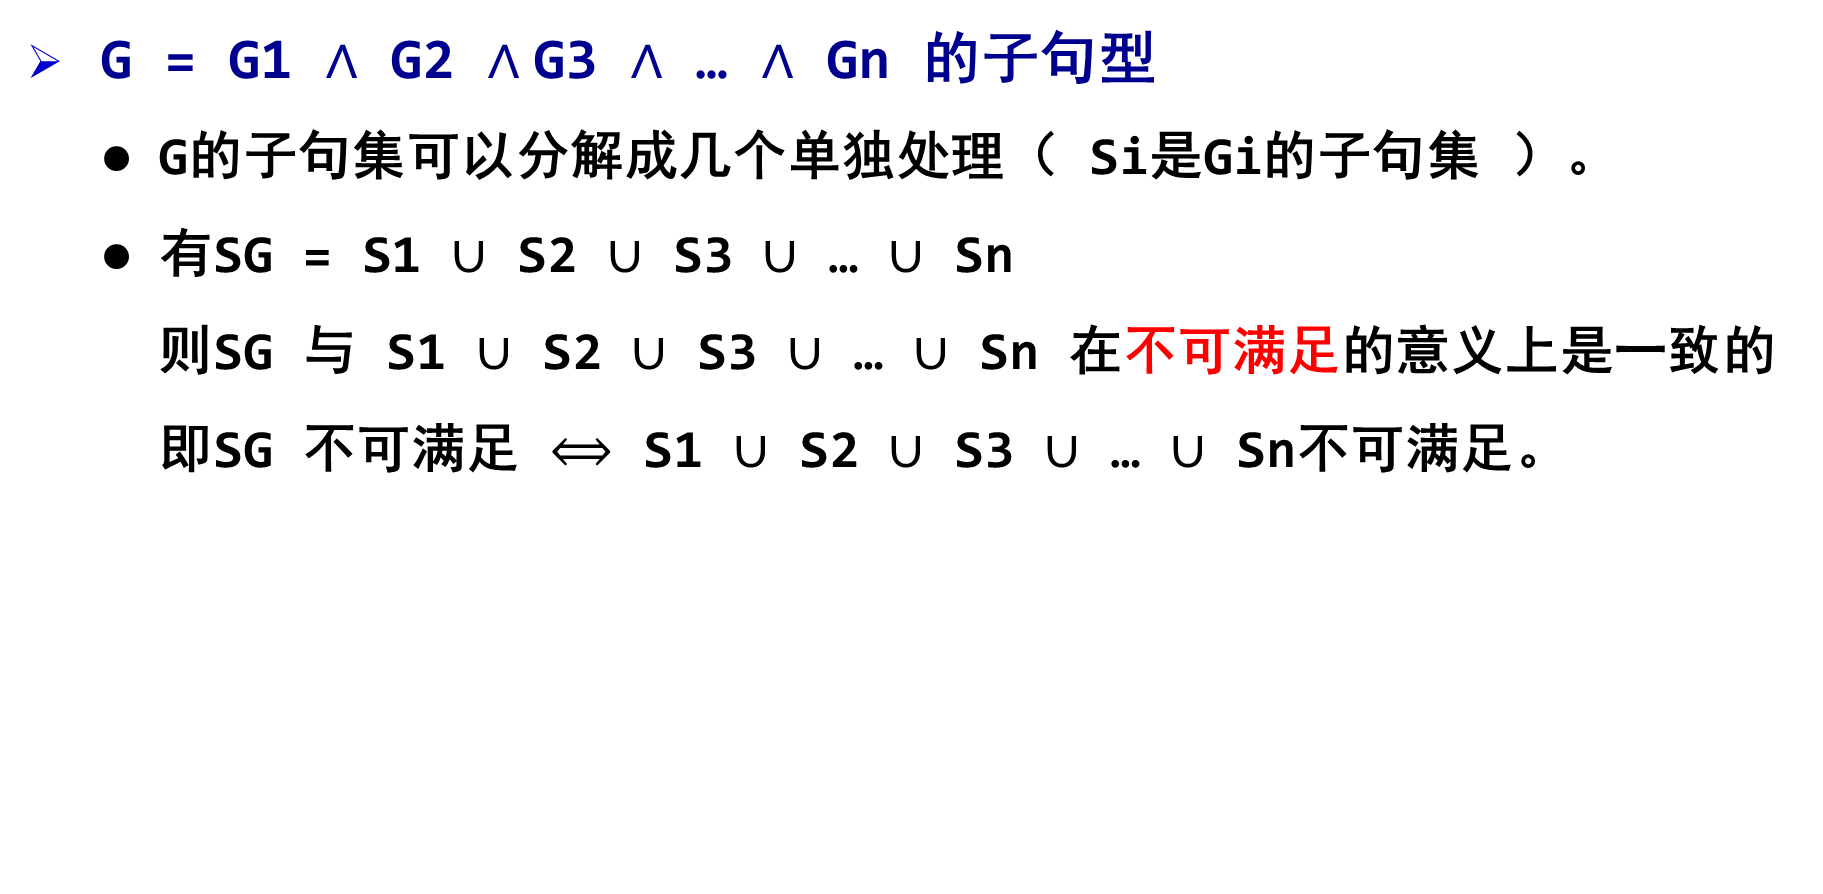 ➢ G = G1 ∧ G2 ∧G3 ∧ … ∧ Gn 的子句型
● G的子句集可以分解成几个单独处理（ Si是Gi的子句集 ）。
● 有SG = S1 ∪ S2 ∪ S3 ∪ … ∪ Sn
则SG 与 S1 ∪ S2 ∪ S3 ∪ … ∪ Sn 在不可满足的意义上是一致的
即SG 不可满足 ⇔ S1 ∪ S2 ∪ S3 ∪ … ∪ Sn不可满足。